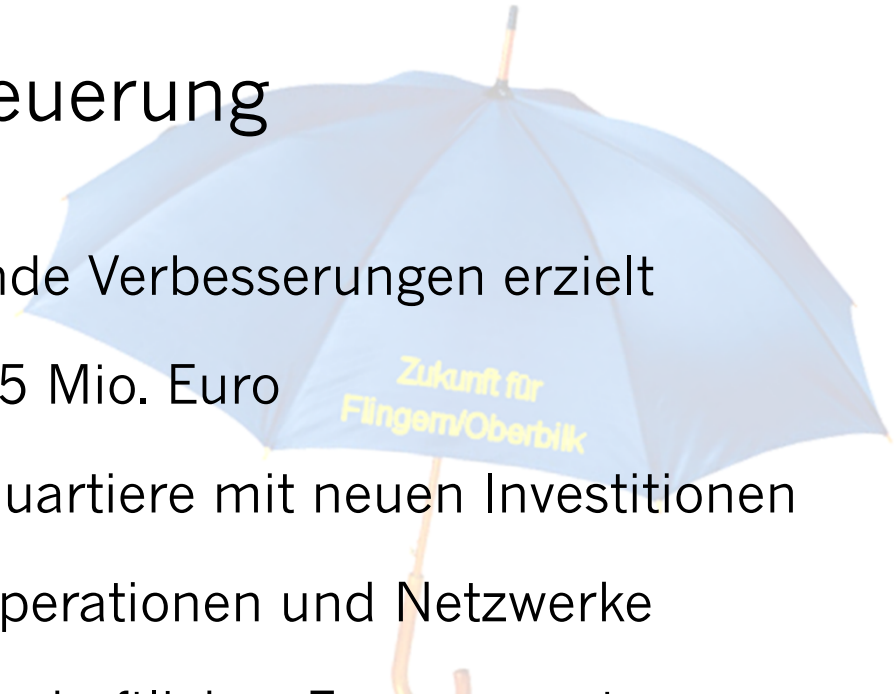 euerung
nde Verbesserungen erzielt
5 Mio. Euro
Zukunft für
Flingern/Oberbilk
uartiere mit neuen Investitionen
perationen und Netzwerke